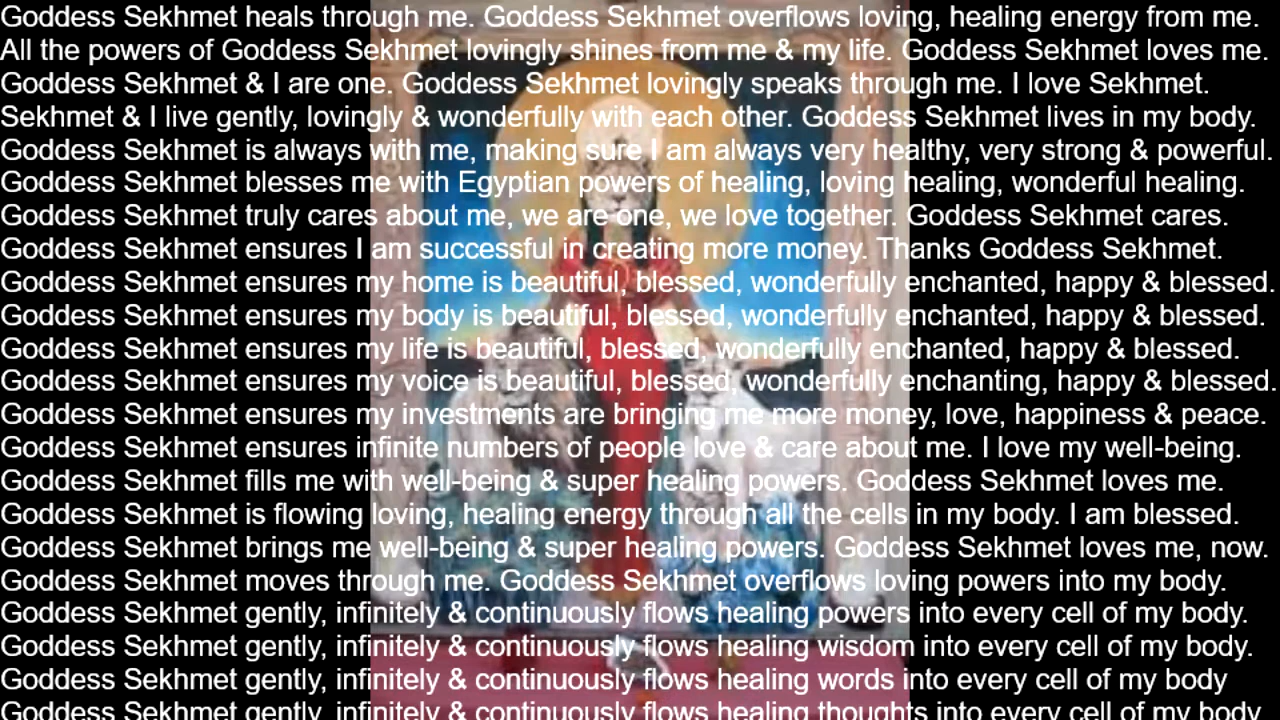 Goddess Sekhmet heals through me. Goddess Sekhmet overflows loving, healing energy from me.
All the powers of Goddess Sekhmet lovingly shines from me & my life. Goddess Sekhmet loves me.
Goddess Sekhmet & I are one. Goddess Sekhmet lovingly speaks through me. I love Sekhmet.
Sekhmet & I live gently, lovingly & wonderfully with each other. Goddess Sekhmet lives in my body.
Goddess Sekhmet is always with me, making sure I am always very healthy, very strong & powerful.
Goddess Sekhmet blesses me with Egyptian powers of healing, loving healing, wonderful healing.
Goddess Sekhmet truly cares about me, we are one, we love together. Goddess Sekhmet cares.
Goddess Sekhmet ensures I am successful in creating more money. Thanks Goddess Sekhmet.
Goddess Sekhmet ensures my home is beautiful, blessed, wonderfully enchanted, happy & blessed.
Goddess Sekhmet ensures my body is beautiful, blessed, wonderfully enchanted, happy & blessed.
Goddess Sekhmet ensures my life is beautiful, blessed, wonderfully enchanted, happy & blessed.
Goddess Sekhmet ensures my voice is beautiful, blessed, wonderfully enchanting, happy & blessed.
Goddess Sekhmet ensures my investments are bringing me more money, love, happiness & peace.
Goddess Sekhmet ensures infinite numbers of people love & care about me. I love my well-being.
Goddess Sekhmet fills me with well-being & super healing powers. Goddess Sekhmet loves me.
Goddess Sekhmet is flowing loving, healing energy through all the cells in my body. I am blessed.
Goddess Sekhmet brings me well-being & super healing powers. Goddess Sekhmet loves me, now.
Goddess Sekhmet moves through me. Goddess Sekhmet overflows loving powers into my body.
Goddess Sekhmet gently, infinitely & continuously flows healing powers into every cell of my body.
Goddess Sekhmet gently, infinitely & continuously flows healing wisdom into every cell of my body.
Goddess Sekhmet gently, infinitely & continuously flows healing words into every cell of my body
Goddess Sekhmet gently, infinitely & continuously flows healing thoughts into every cell of my body